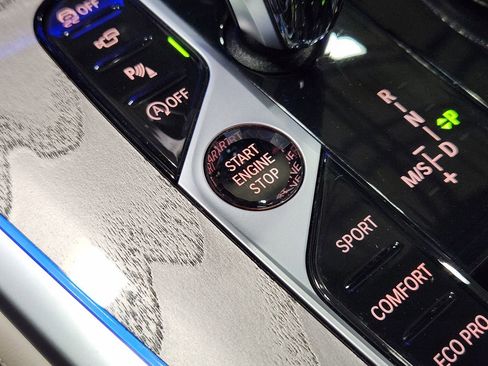 OFF
P
A OFF
START
ENGINE
STOP
R
N
P
D
M/S
+
SPORT
COMFORT
ECO PRO